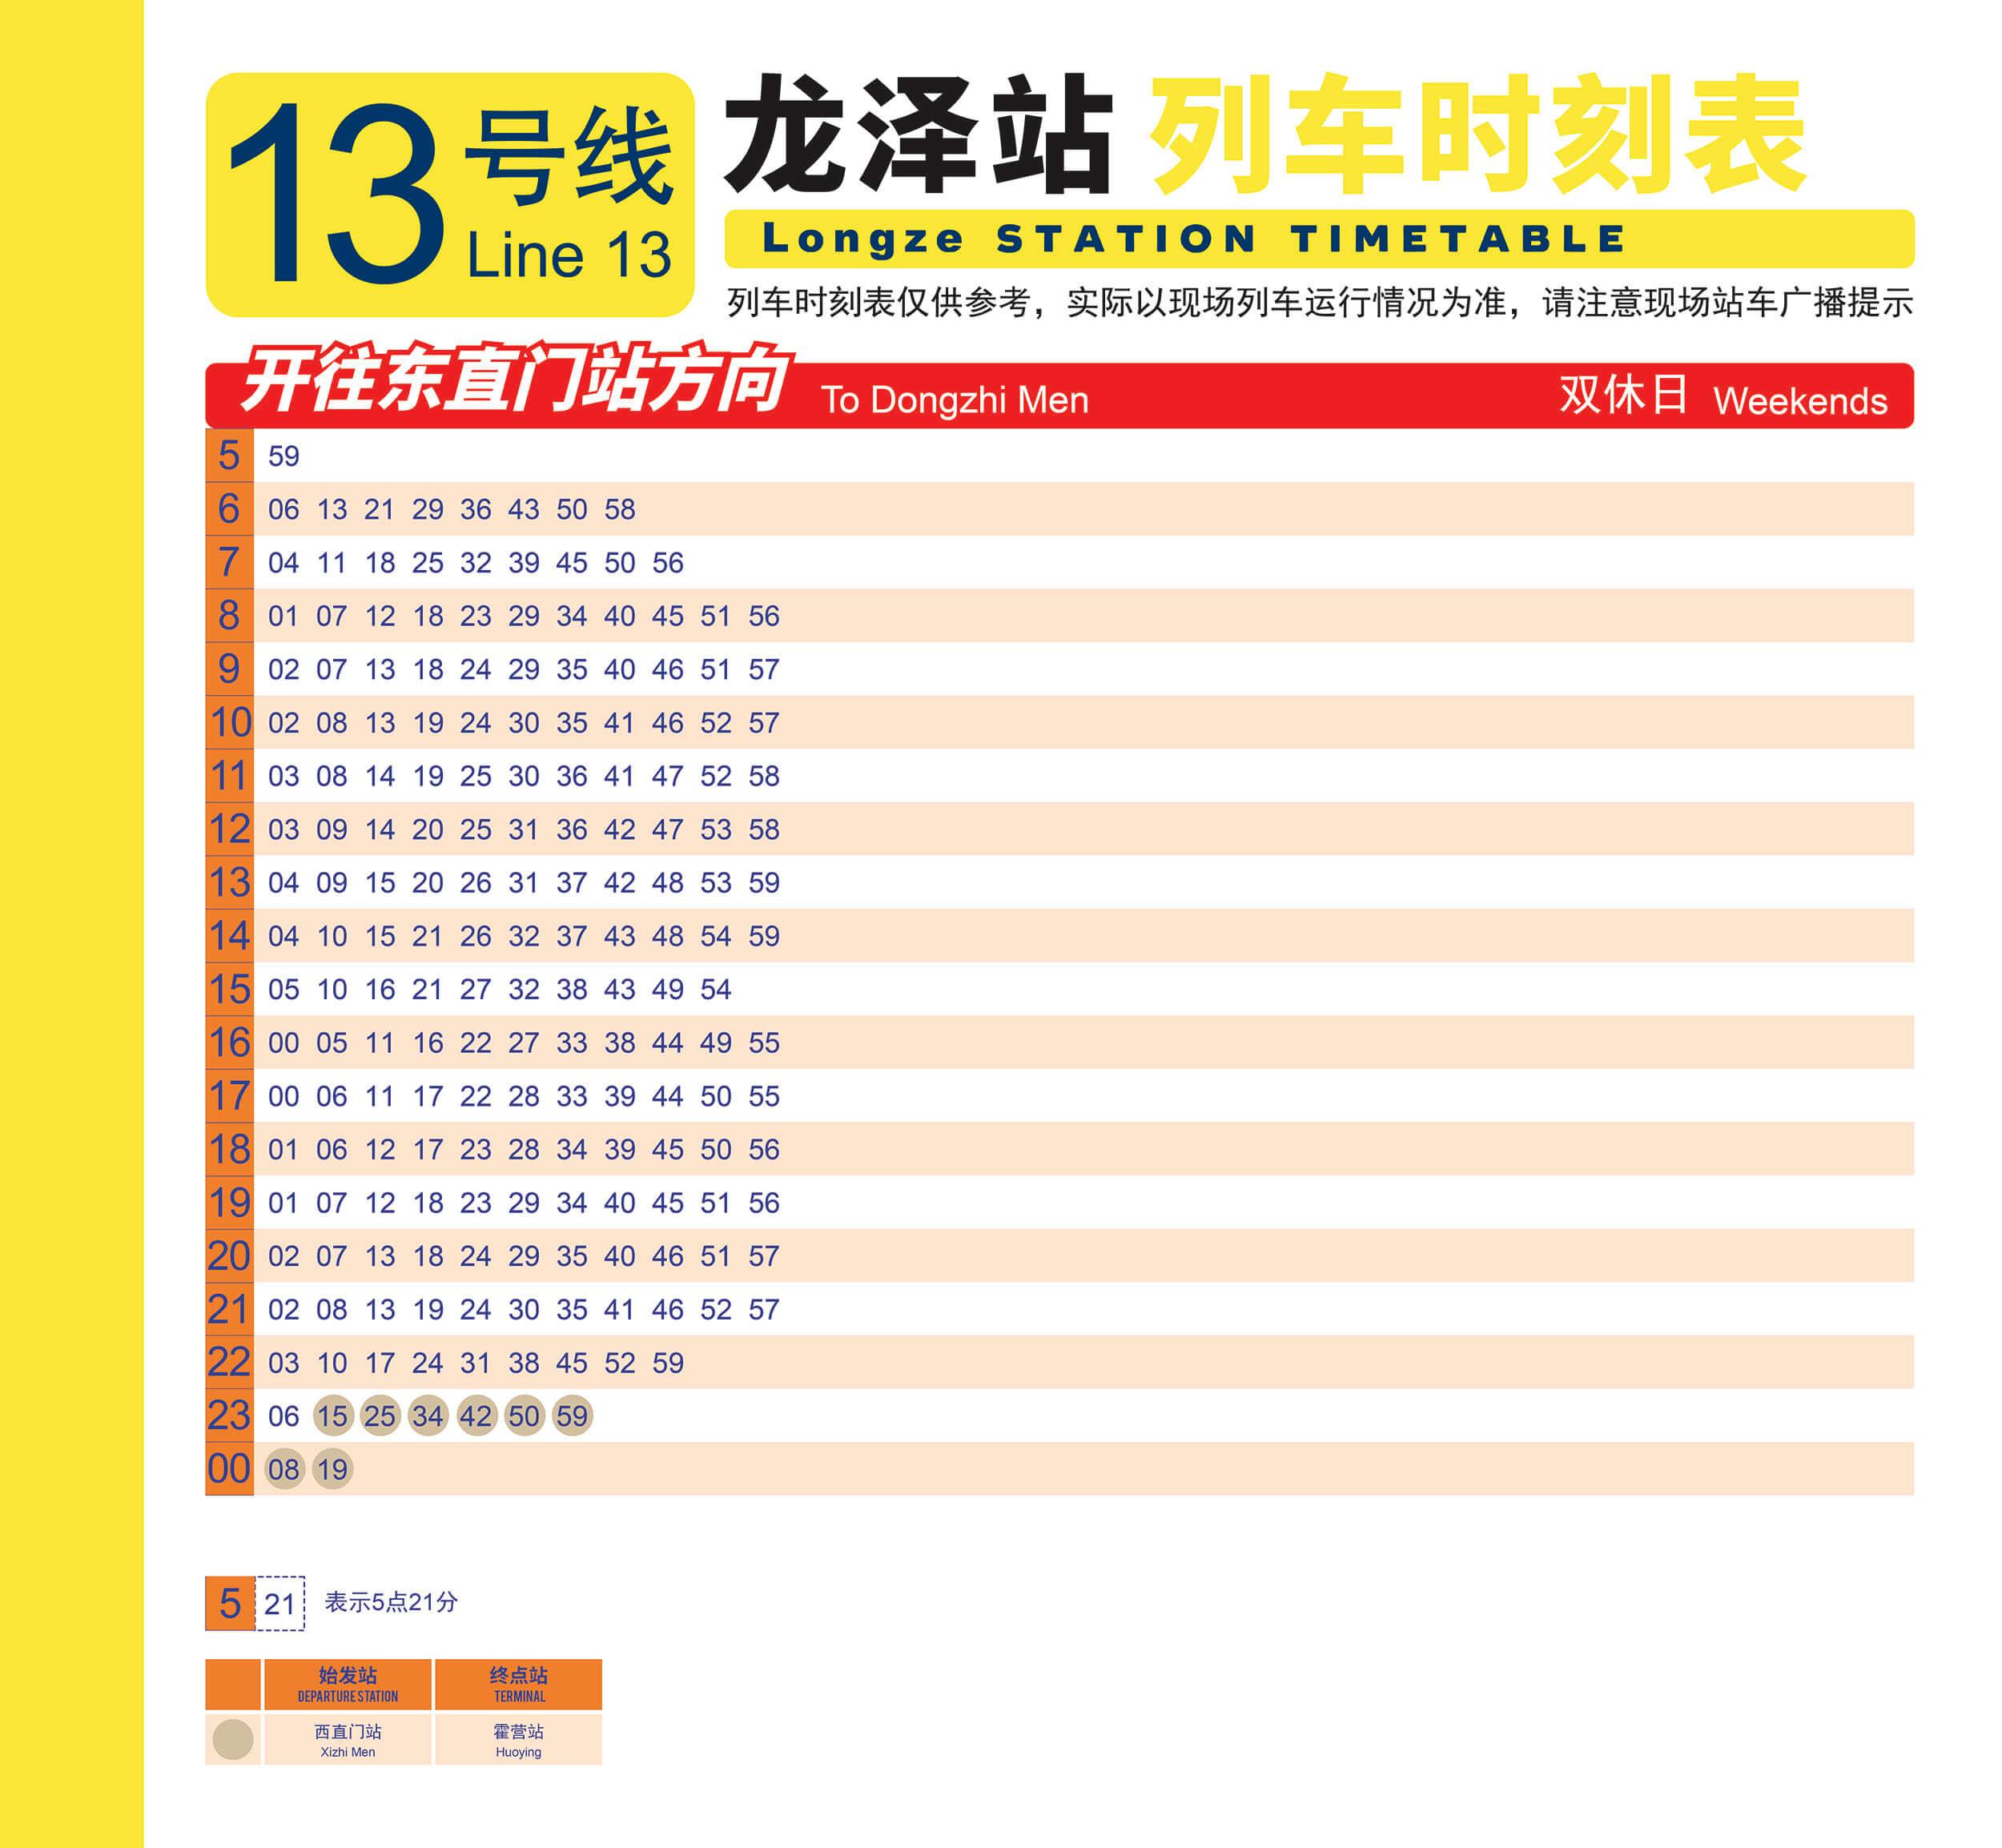 13号线
Line 13
龙泽站 列车时刻表
Longze STATION TIMETABLE
列车时刻表仅供参考，实际以现场列车运行情况为准，请注意现场站车广播提示
开往东直门站方向 To Dongzhi Men 双休日 Weekends
5 59
6 06 13 21 29 36 43 50 58
7 04 11 18 25 32 39 45 50 56
8 01 07 12 18 23 29 34 40 45 51 56
9 02 07 13 18 24 29 35 40 46 51 57
10 02 08 13 19 24 30 35 41 46 52 57
11 03 08 14 19 25 30 36 41 47 52 58
12 03 09 14 20 25 31 36 42 47 53 58
13 04 09 15 20 26 31 37 42 48 53 59
14 04 10 15 21 26 32 37 43 48 54 59
15 05 10 16 21 27 32 38 43 49 54
16 00 05 11 16 22 27 33 38 44 49 55
17 00 06 11 17 22 28 33 39 44 50 55
18 01 06 12 17 23 28 34 39 45 50 56
19 01 07 12 18 23 29 34 40 45 51 56
20 02 07 13 18 24 29 35 40 46 51 57
21 02 08 13 19 24 30 35 41 46 52 57
22 03 10 17 24 31 38 45 52 59
23 06 15 25 34 42 50 59
00 08 19
5 21 表示5点21分
始发站 终点站
DEPARTURE STATION TERMINAL
西直门站 霍营站
Xizhi Men Huoying